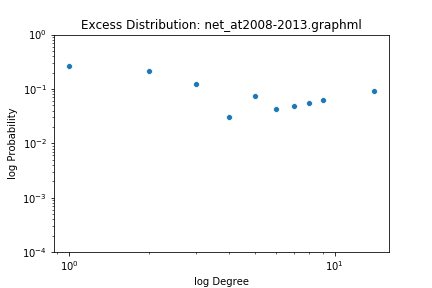 Excess Distribution: net_at2008-2013.graphml
log Probability
10⁰
10⁻¹
10⁻²
10⁻³
10⁻⁴
10⁰
10¹
log Degree